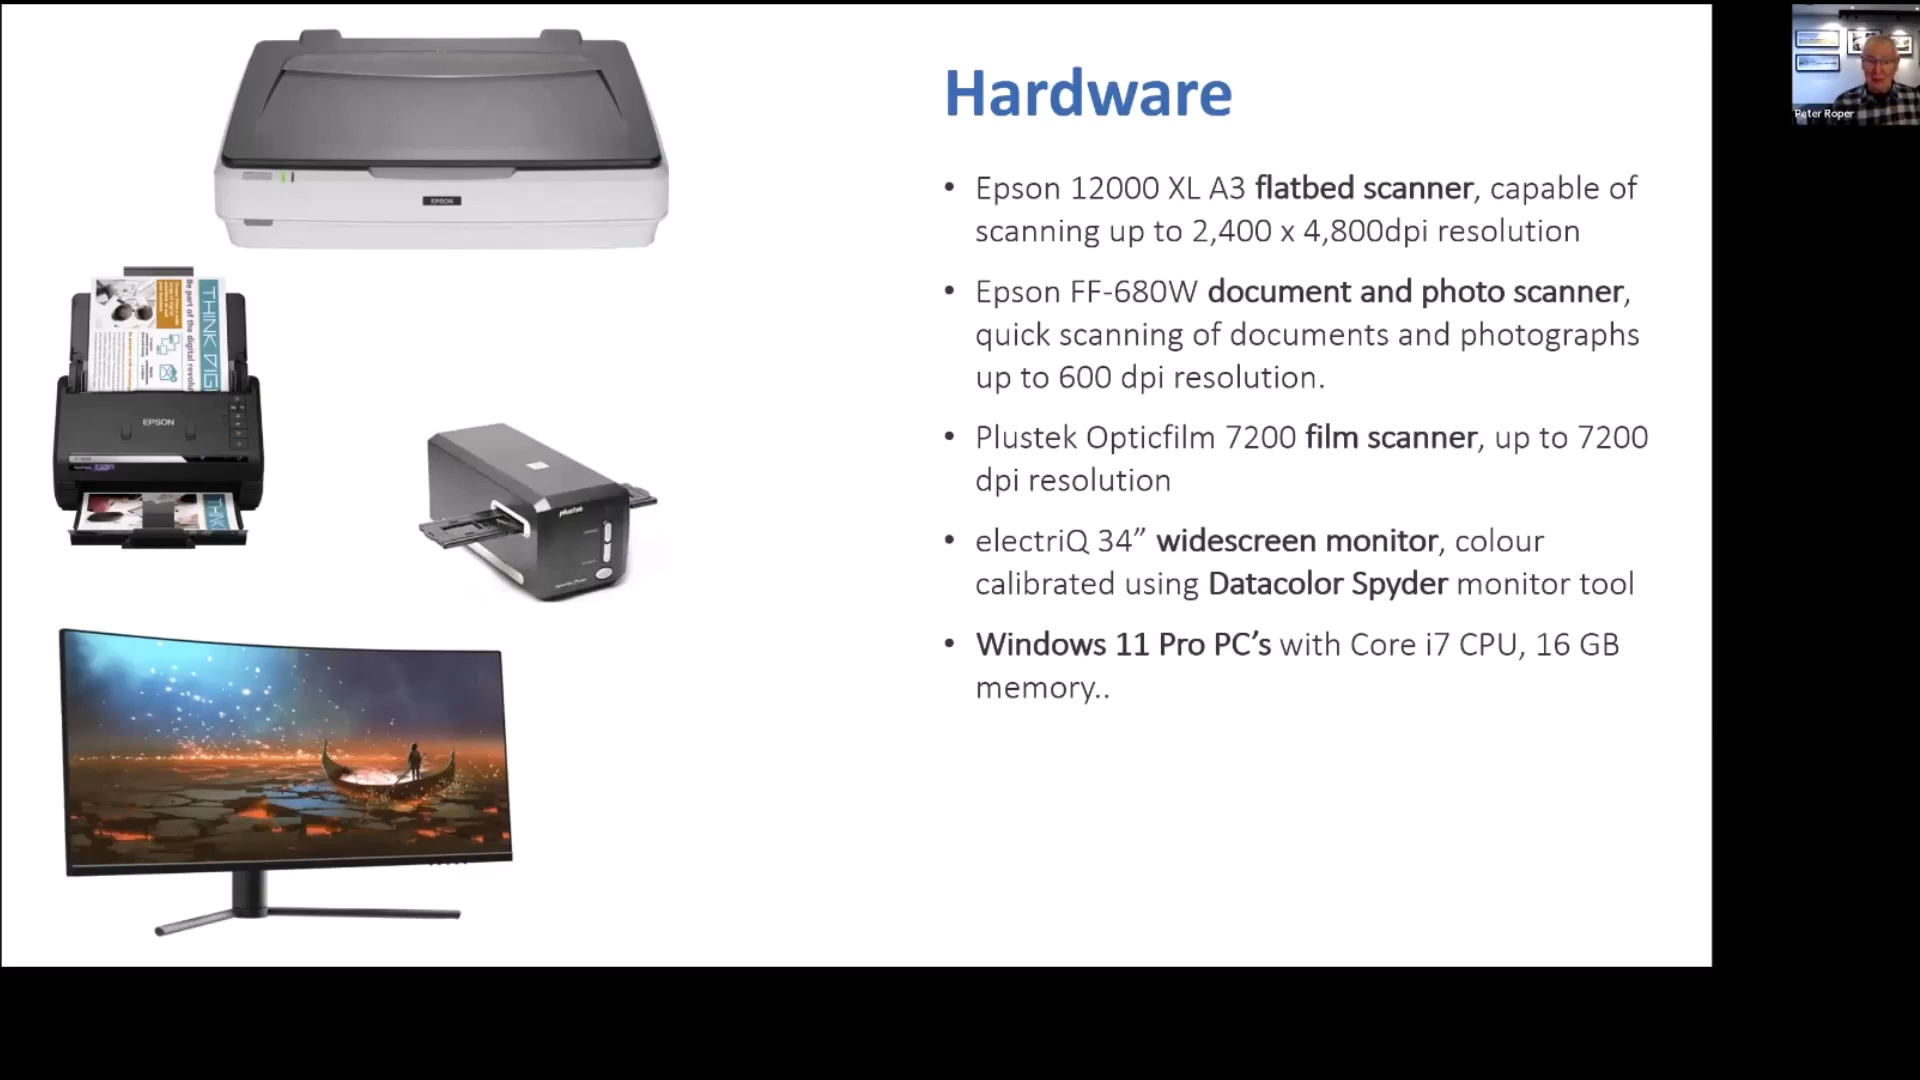 Hardware
• Epson 12000 XL A3 flatbed scanner, capable of
scanning up to 2,400 x 4,800dpi resolution
• Epson FF-680W document and photo scanner,
quick scanning of documents and photographs
up to 600 dpi resolution.
• Plustek Opticfilm 7200 film scanner, up to 7200
dpi resolution
• electriQ 34” widescreen monitor, colour
calibrated using Datacolor Spyder monitor tool
• Windows 11 Pro PC’s with Core i7 CPU, 16 GB
memory..
EPSON
THINK DIGI
Be part of the digital revolu
EPSON
THINK
plustek
Peter Roper